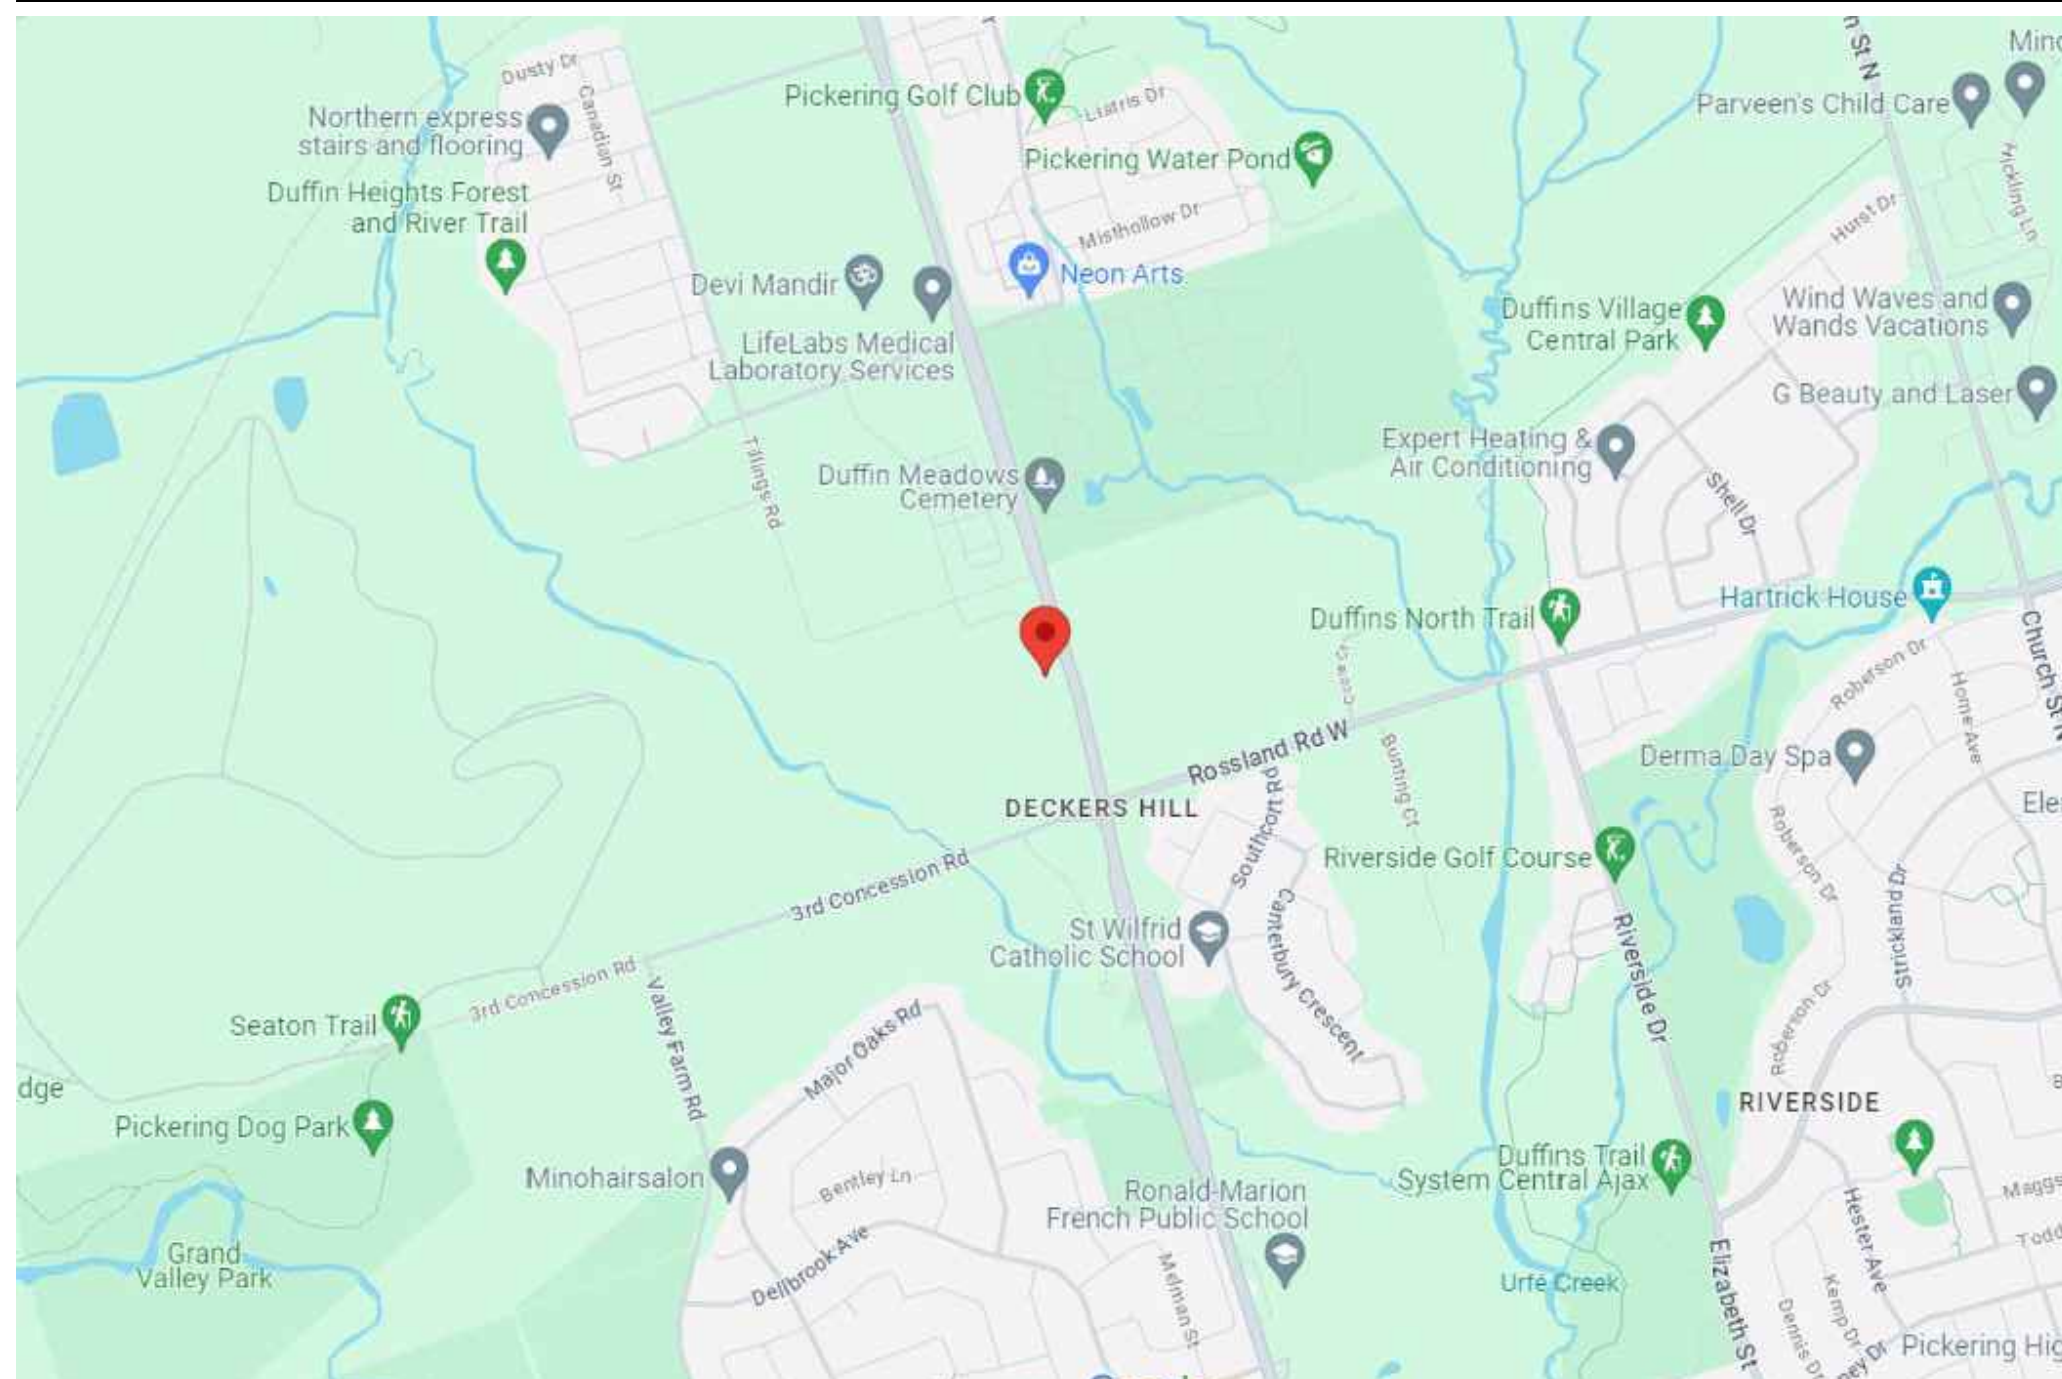 Dusty Dr
Canadian St
Northern express
stairs and flooring
Duffin Heights Forest
and River Trail
Pickering Golf Club
Liatris Dr
Pickering Water Pond
Misthollow Dr
Neon Arts
Devi Mandir
LifeLabs Medical
Laboratory Services
Parveen's Child Care
Hurst Dr
Duffins Village
Central Park
Wind Waves and
Wands Vacations
G Beauty and Laser
Expert Heating &
Air Conditioning
Shell Dr
Duffin Meadows
Cemetery
Tillings Rd
Duffins North Trail
Hartrick House
Church St N
Roberson Dr
Home Ave
Rossland Rd W
Bunting Ct
Derma Day Spa
DECKERS HILL
Southcott Rd
Riverside Golf Course
Roberson Dr
Strickland Dr
3rd Concession Rd
St Wilfrid
Catholic School
Canterbury Crescent
Riverside Dr
3rd Concession Rd
Valley Farm Rd
Seaton Trail
Major Oaks Rd
Roberson Dr
dge
RIVERSIDE
Pickering Dog Park
Minohairsalon
Bentley Ln
Duffins Trail
System Central Ajax
Ronald-Marion
French Public School
Hester Ave
Grand
Valley Park
Dellbrook Ave
Melman St
Urfe Creek
Elizabeth St
Kemp Dr
Dennis Dr